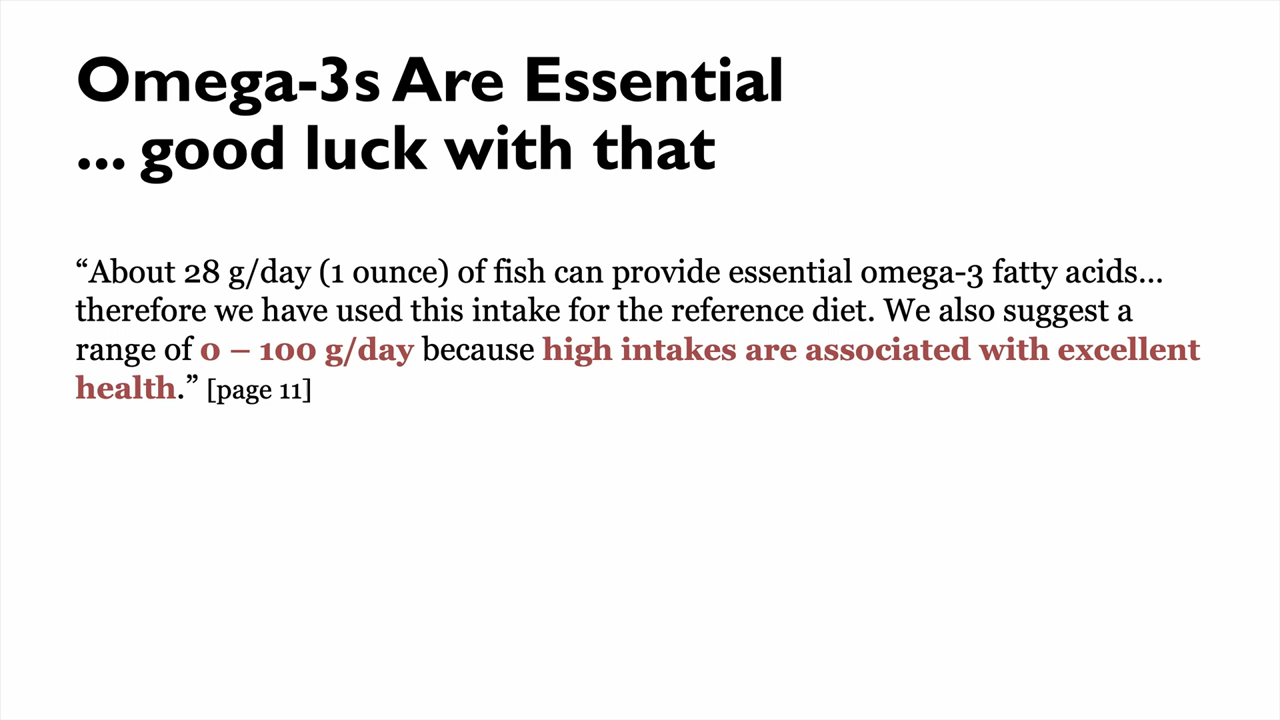 Omega-3s Are Essential
... good luck with that
“About 28 g/day (1 ounce) of fish can provide essential omega-3 fatty acids…
therefore we have used this intake for the reference diet. We also suggest a
range of 0 – 100 g/day because high intakes are associated with excellent
health.” [page 11]